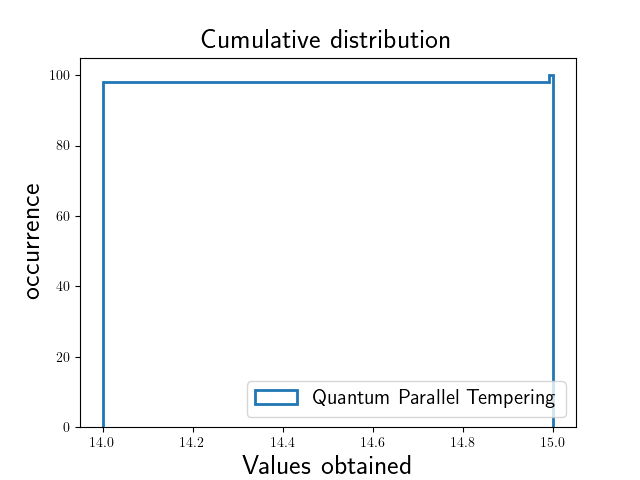 Cumulative distribution
100
80
60
40
20
0
occurrence
Quantum Parallel Tempering
14.0 14.2 14.4 14.6 14.8 15.0
Values obtained